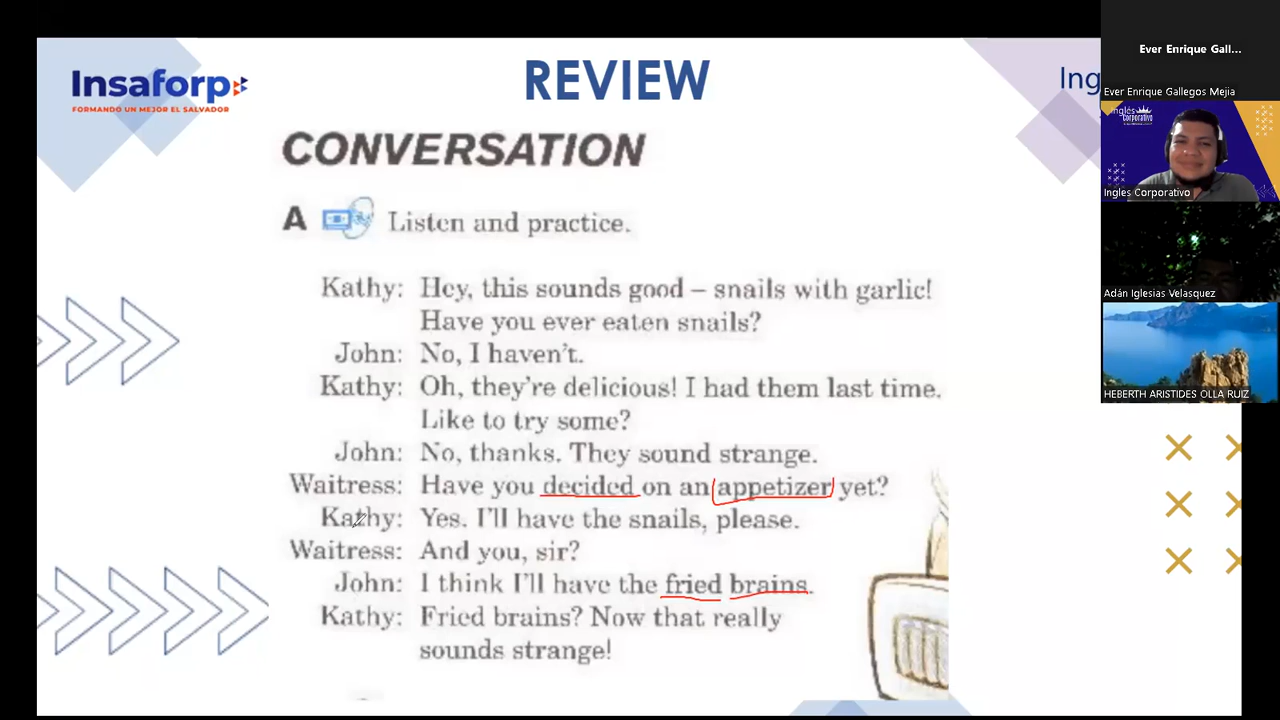 Insaforp
FORMANDO UN MEJOR EL SALVADOR
REVIEW
Ing
CONVERSATION
A Listen and practice.
Kathy: Hey, this sounds good – snails with garlic!
Have you ever eaten snails?
John: No, I haven't.
Kathy: Oh, they're delicious! I had them last time.
Like to try some?
John: No, thanks. They sound strange.
Waitress: Have you decided on an appetizer yet?
Kathy: Yes. I'll have the snails, please.
Waitress: And you, sir?
John: I think I'll have the fried brains.
Kathy: Fried brains? Now that really
sounds strange!
Ever Enrique Gall...
Ever Enrique Gallegos Mejia
Inglés
Corporativo
Ingles Corporativo
Adán Iglesias Velasquez
HEBERTH ARISTIDES OLLA RUIZ